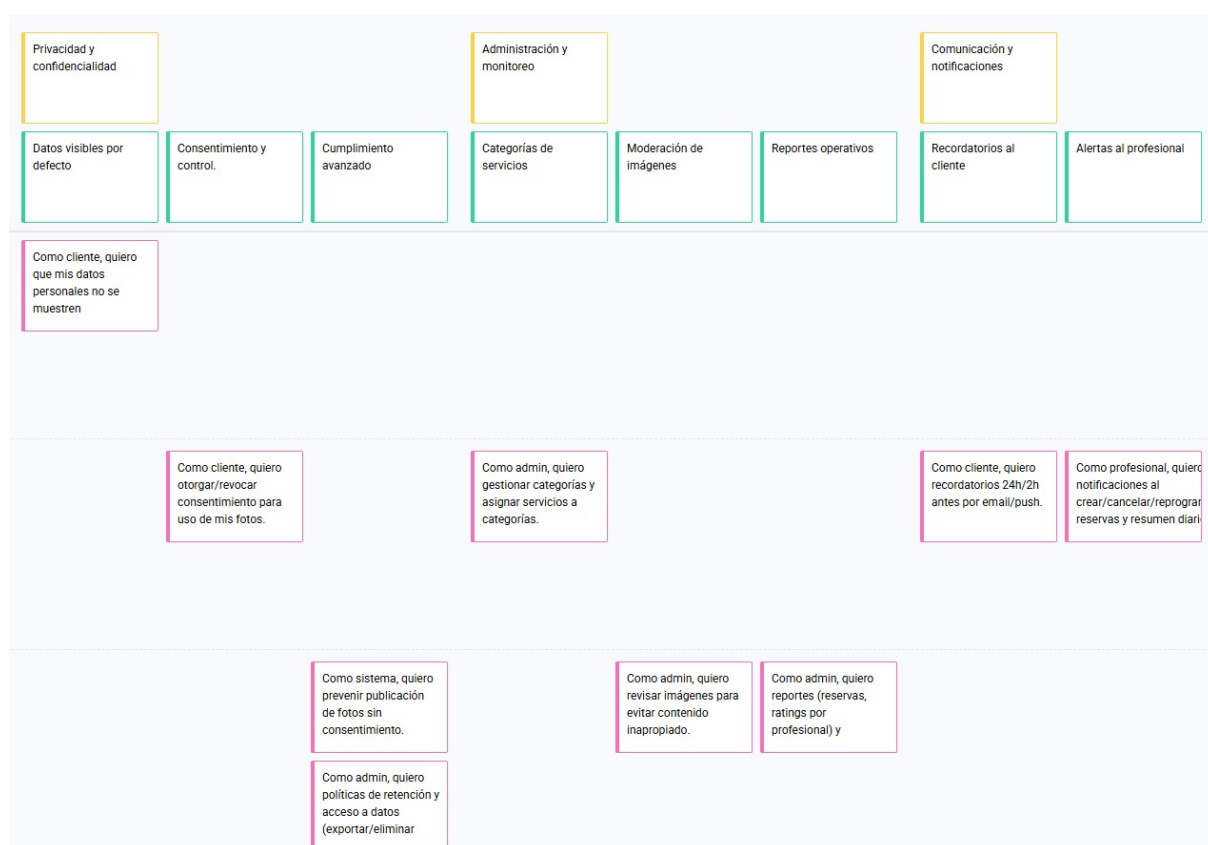 Privacidad y
confidencialidad
Administración y
monitoreo
Comunicación y
notificaciones
Datos visibles por
defecto
Consentimiento y
control.
Cumplimiento
avanzado
Categorías de
servicios
Moderación de
imágenes
Reportes operativos
Recordatorios al
cliente
Alertas al profesional
Como cliente, quiero
que mis datos
personales no se
muestren
Como cliente, quiero
otorgar/revocar
consentimiento para
uso de mis fotos.
Como admin, quiero
gestionar categorías y
asignar servicios a
categorías.
Como cliente, quiero
recordatorios 24h/2h
antes por email/push.
Como profesional, quiero
notificaciones al
crear/cancelar/reprogra
reservas y resumen diari
Como sistema, quiero
prevenir publicación
de fotos sin
consentimiento.
Como admin, quiero
revisar imágenes para
evitar contenido
inapropiado.
Como admin, quiero
reportes (reservas,
ratings por
profesional) y
Como admin, quiero
políticas de retención y
acceso a datos
(exportar/eliminar